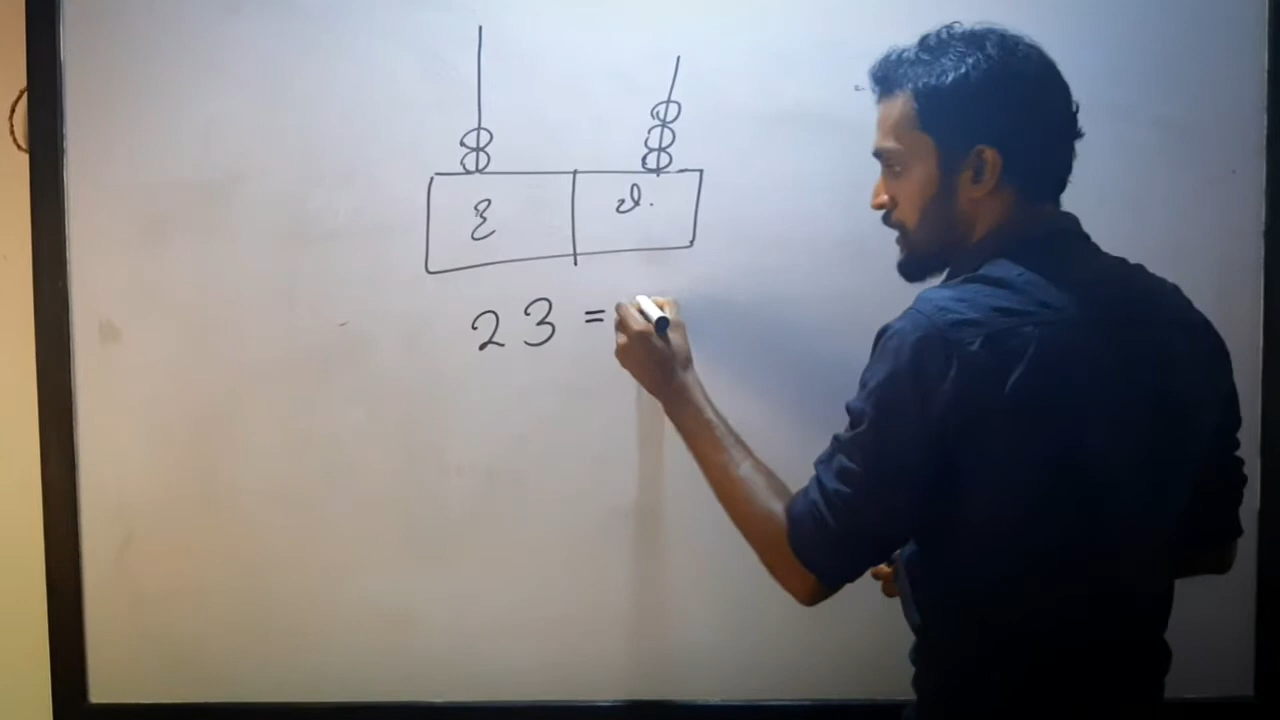 ද එ.
23 =